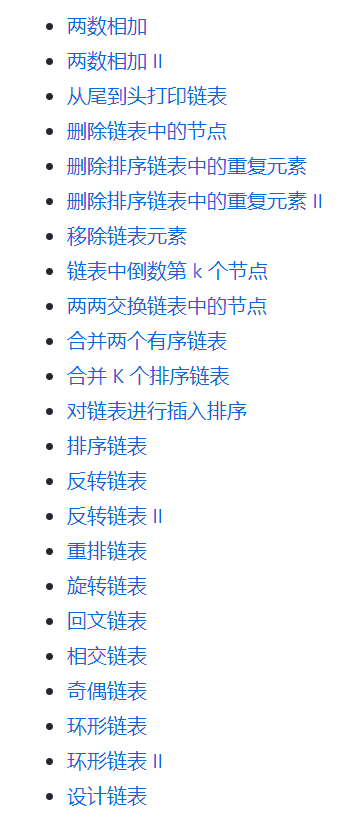 两数相加
两数相加 II
从尾到头打印链表
删除链表中的节点
删除排序链表中的重复元素
删除排序链表中的重复元素 II
移除链表元素
链表中倒数第 k 个节点
两两交换链表中的节点
合并两个有序链表
合并 K 个排序链表
对链表进行插入排序
排序链表
反转链表
反转链表 II
重排链表
旋转链表
回文链表
相交链表
奇偶链表
环形链表
环形链表 II
设计链表